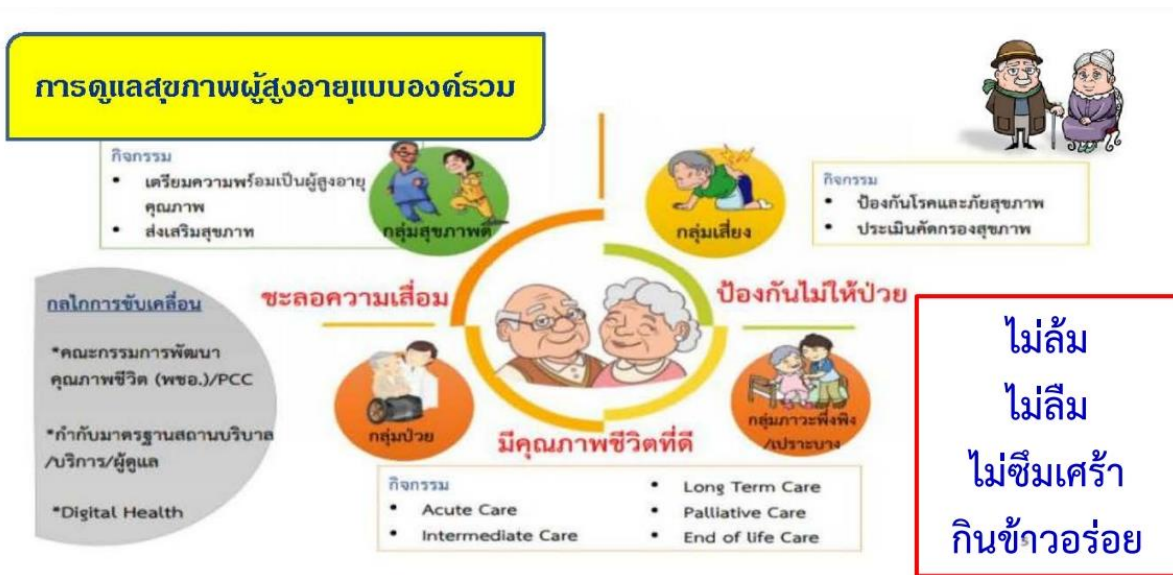 การดูแลสุขภาพผู้สูงอายุแบบองค์รวม
กิจกรรม
• เตรียมความพร้อมเป็นผู้สูงอายุ
คุณภาพ
• ส่งเสริมสุขภาพ
กลุ่มสุขภาพดี
กลุ่มเสี่ยง
กิจกรรม
• ป้องกันโรคและภัยสุขภาพ
• ประเมินคัดกรองสุขภาพ
กลไกการขับเคลื่อน
*คณะกรรมการพัฒนา
คุณภาพชีวิต (พชอ.)/PCC
*กำกับมาตรฐานสถานบริบาล
/บริการ/ผู้ดูแล
*Digital Health
ชะลอความเสื่อม
ป้องกันไม่ให้ป่วย
กลุ่มป่วย
มีคุณภาพชีวิตที่ดี
กลุ่มภาวะพึ่งพิง
/เปราะบาง
กิจกรรม
• Acute Care
• Intermediate Care
• Long Term Care
• Palliative Care
• End of life Care
ไม่ล้ม
ไม่ลืม
ไม่ซึมเศร้า
กินข้าวอร่อย